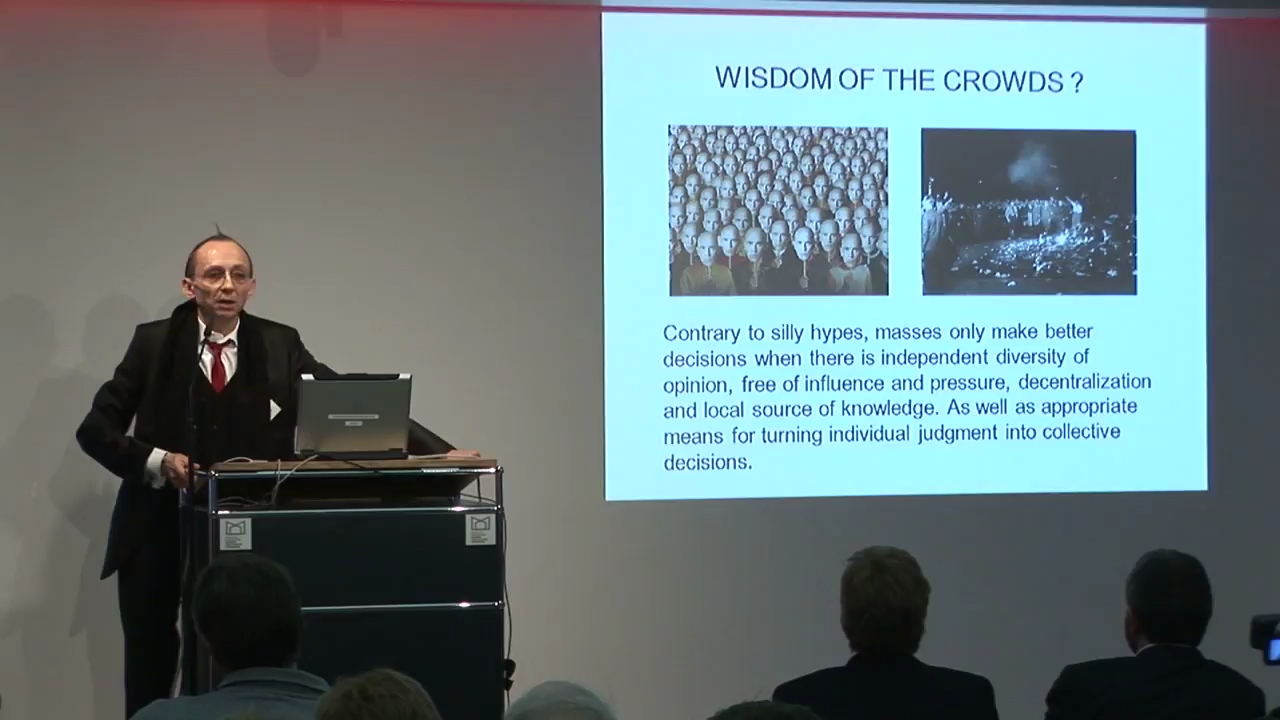 WISDOM OF THE CROWDS ?
Contrary to silly hypes, masses only make better
decisions when there is independent diversity of
opinion, free of influence and pressure, decentralization
and local source of knowledge. As well as appropriate
means for turning individual judgment into collective
decisions.